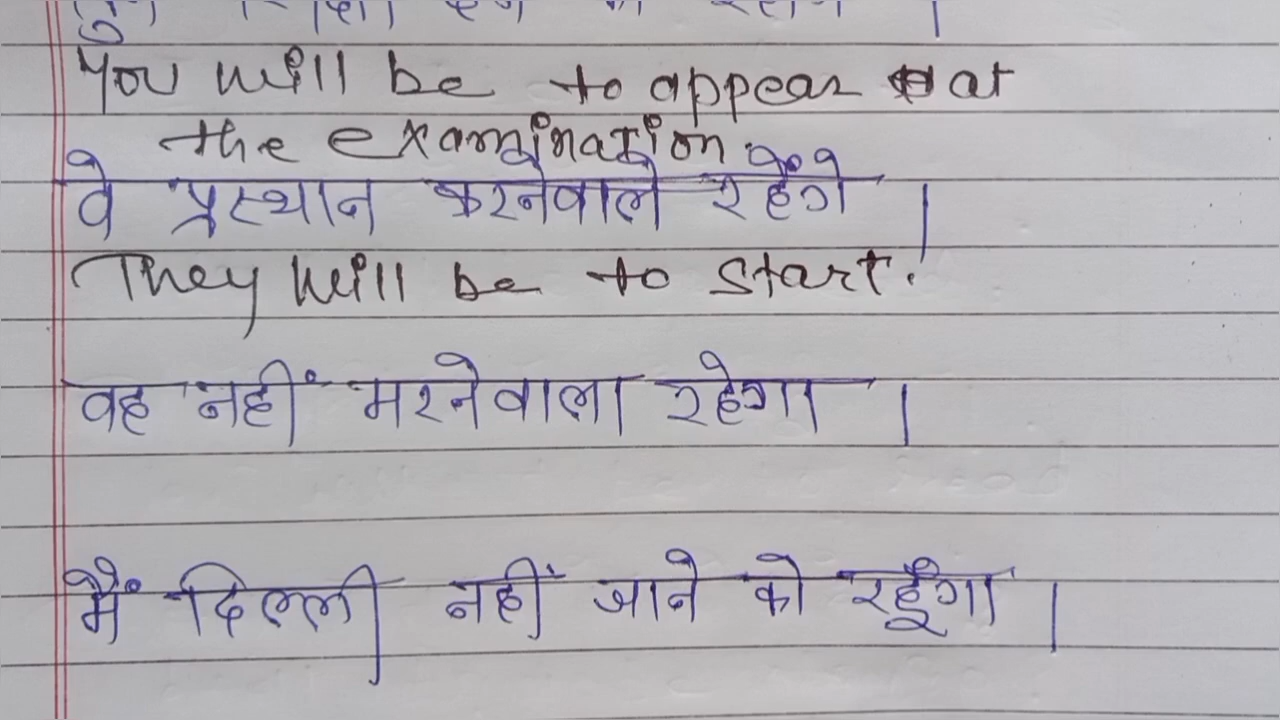 You will be to appear at
the examination.
वे प्रस्थान करनेवाले रहेंगे ।
They will be to start.
वह नहीं मरनेवाला रहेगा ।
मैं दिल्ली नहीं जाने को रहूँगा ।